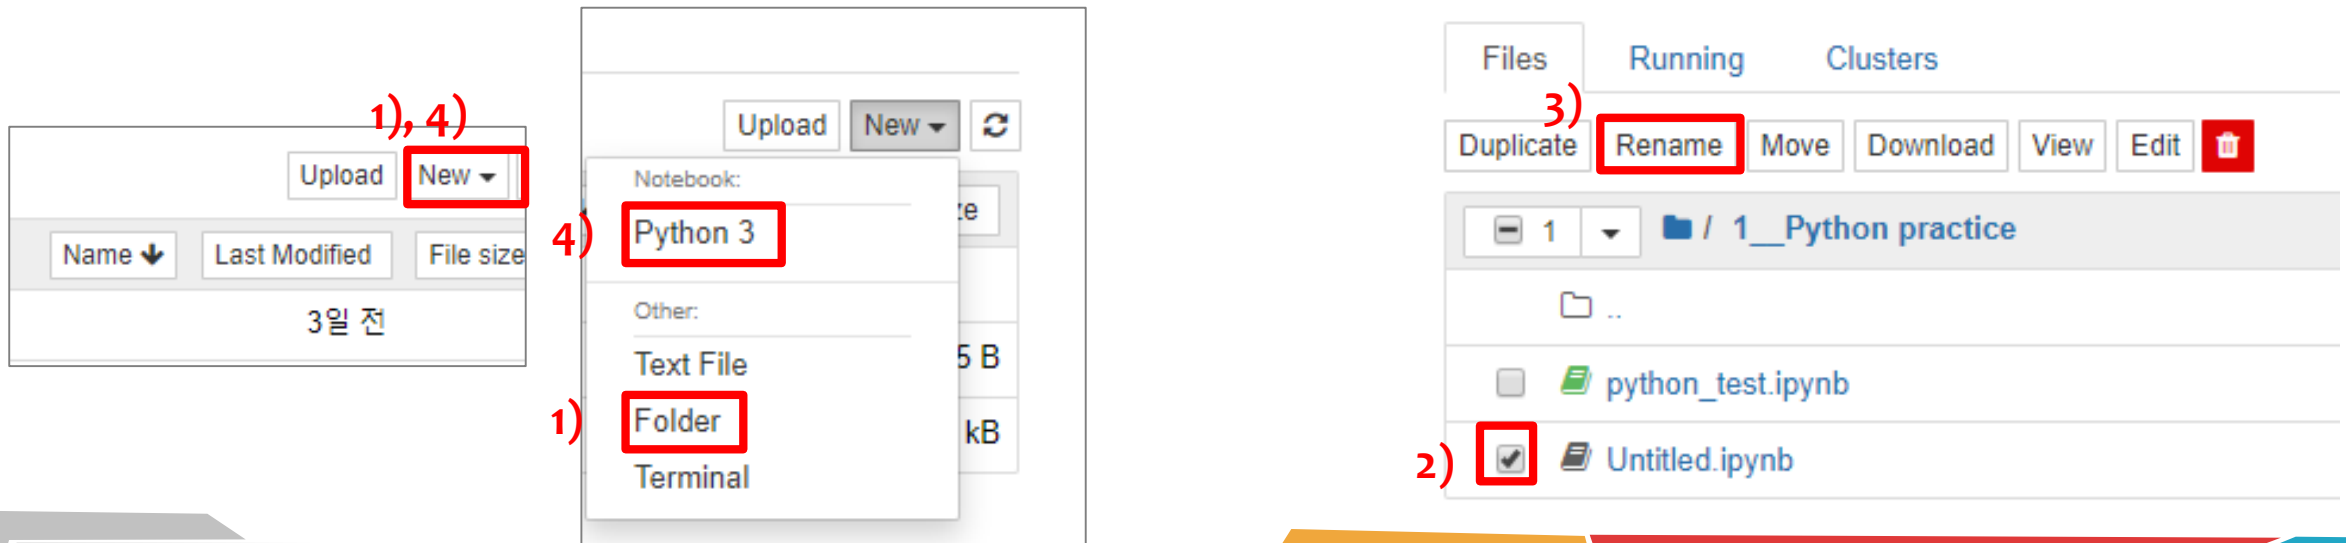 1), 4)
Upload New
Name Last Modified File size
3일 전
Upload New
Notebook:
4) Python 3
Other:
Text File
5 B
1) Folder
kB
Terminal
Files Running Clusters
3)
Duplicate Rename Move Download View Edit
1 / 1__Python practice
..
python_test.ipynb
2) Untitled.ipynb